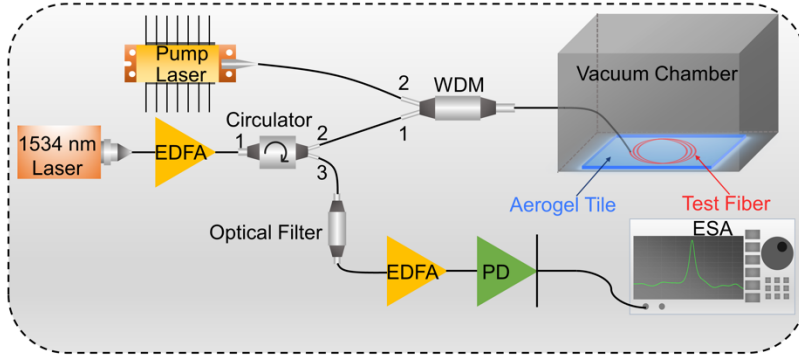 Pump
Laser
2
WDM
Vacuum Chamber
Circulator
1534 nm
Laser
EDFA
1
2
1
3
Aerogel Tile
Test Fiber
Optical Filter
ESA
EDFA
PD